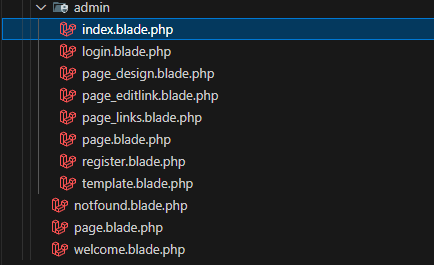 admin
index.blade.php
login.blade.php
page_design.blade.php
page_editlink.blade.php
page_links.blade.php
page.blade.php
register.blade.php
template.blade.php
notfound.blade.php
page.blade.php
welcome.blade.php